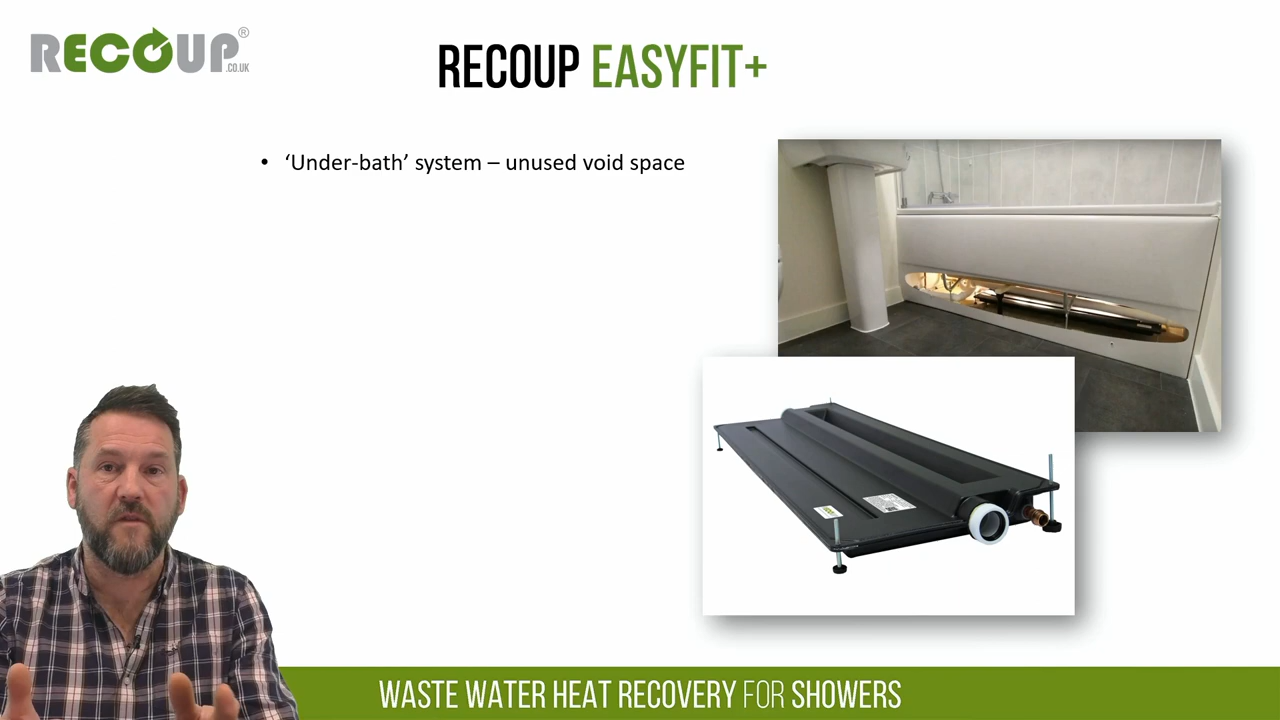 RECOUP®
.CO.UK
RECOUP EASYFIT+
• ‘Under-bath’ system – unused void space
WASTE WATER HEAT RECOVERY FOR SHOWERS